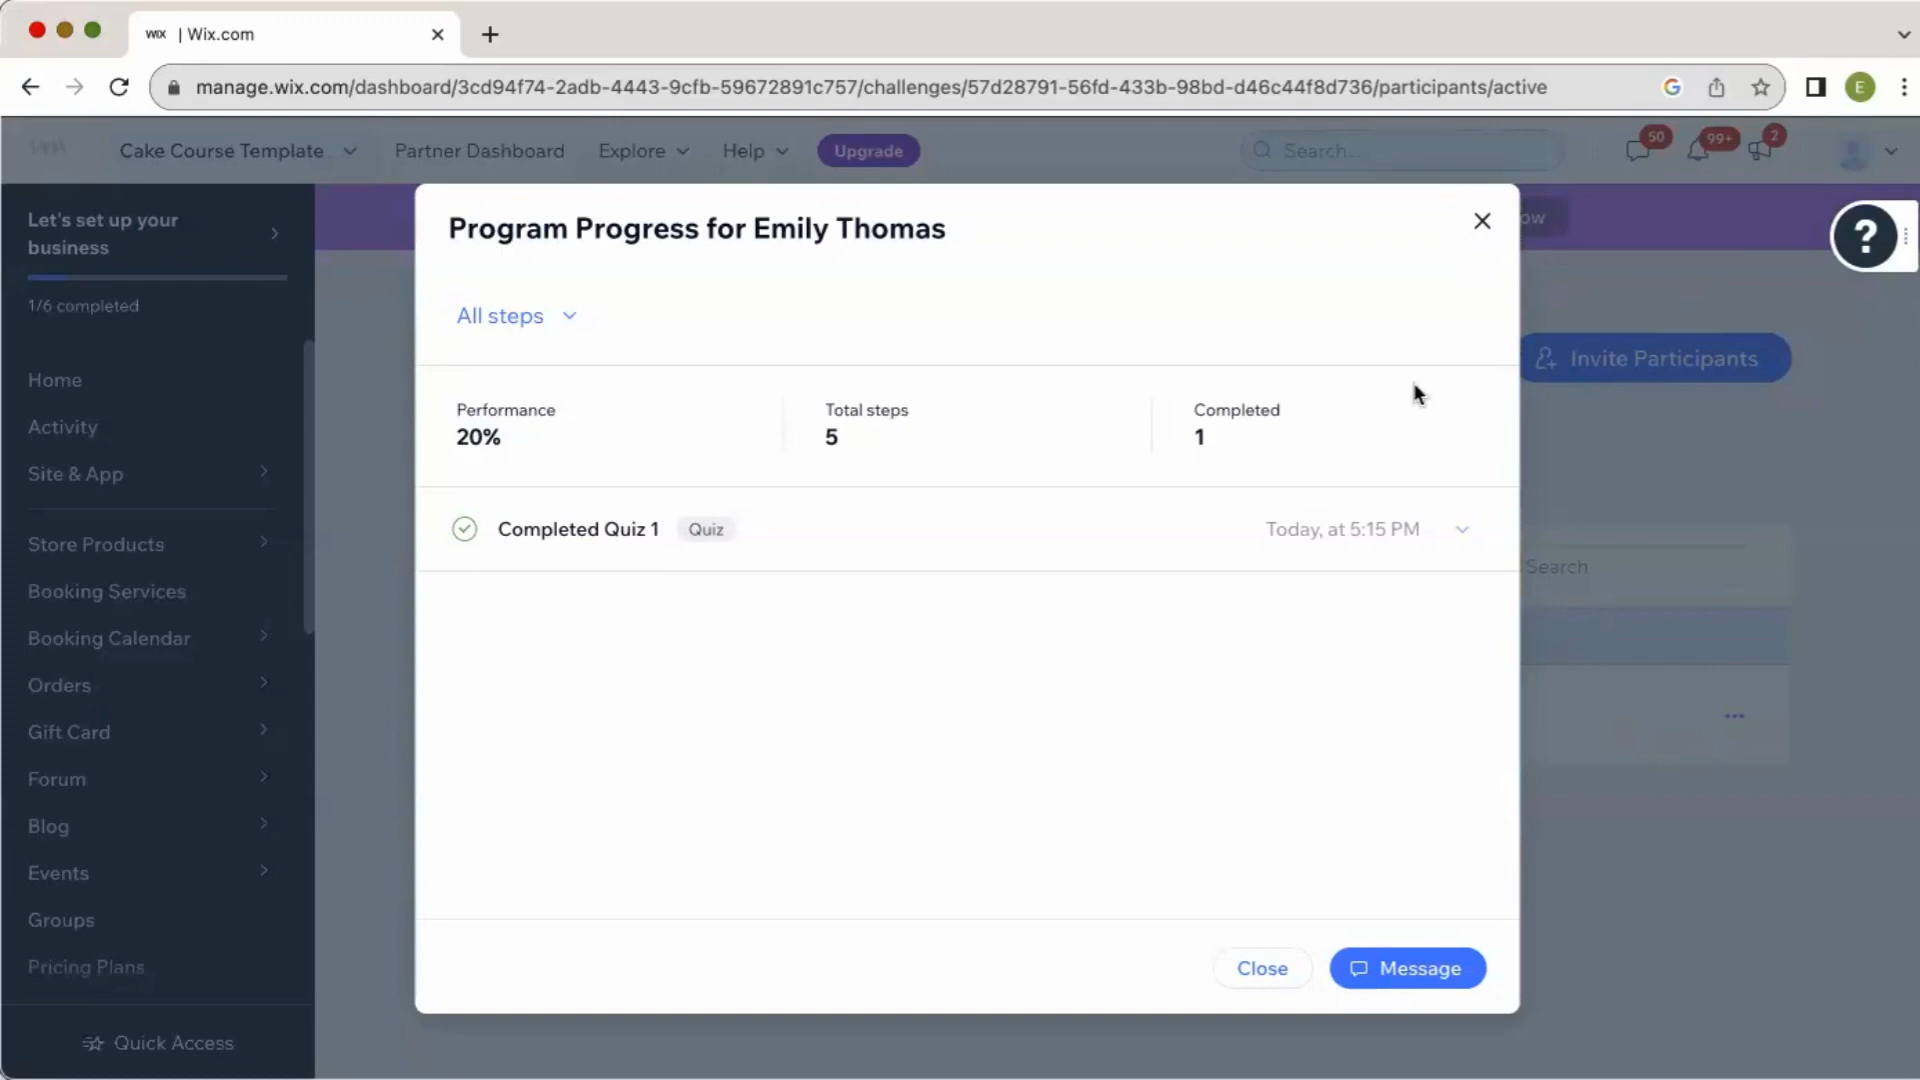 WIX | Wix.com
manage.wix.com/dashboard/3cd94f74-2adb-4443-9cfb-59672891c757/challenges/57d28791-56fd-433b-98bd-d46c44f8d736/participants/active
E
Cake Course Template
Partner Dashboard
Explore
Help
Upgrade
Search...
50
99+
2
Let's set up your
business
1/6 completed
Home
Activity
Site & App
Store Products
Booking Services
Booking Calendar
Orders
Gift Card
Forum
Blog
Events
Groups
Pricing Plans
Quick Access
Program Progress for Emily Thomas
All steps
Performance
20%
Total steps
5
Completed
1
Completed Quiz 1
Quiz
Today, at 5:15 PM
Close
Message
ow
?
Invite Participants
Search